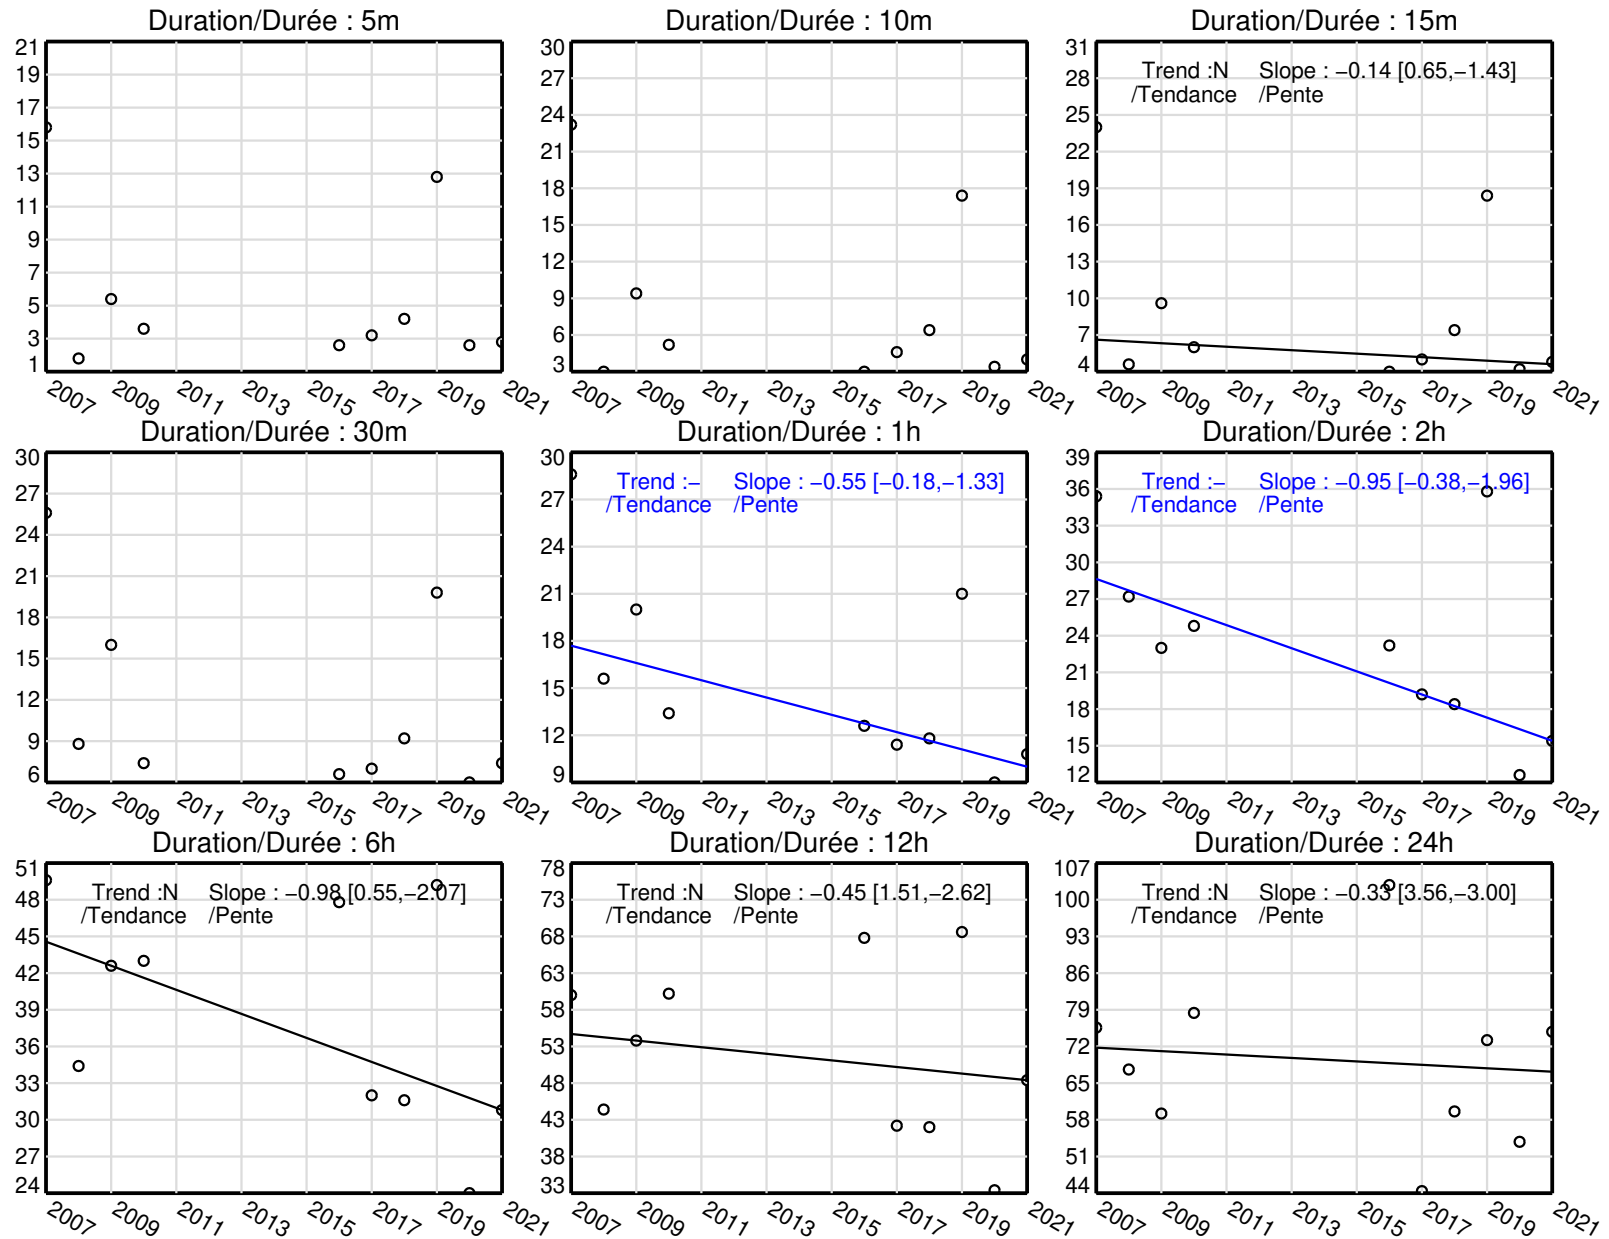 Duration/Durée : 5m
21
19
17
15
13
11
9
7
5
3
1
2007 2009 2011 2013 2015 2017 2019 2021
Duration/Durée : 10m
30
27
24
21
18
15
12
9
6
3
2007 2009 2011 2013 2015 2017 2019 2021
Duration/Durée : 15m
Trend :N Slope : −0.14 [0.65,−1.43]
/Tendance /Pente
31
28
25
22
19
16
13
10
7
4
2007 2009 2011 2013 2015 2017 2019 2021
Duration/Durée : 30m
30
27
24
21
18
15
12
9
6
2007 2009 2011 2013 2015 2017 2019 2021
Duration/Durée : 1h
Trend :− Slope : −0.55 [−0.18,−1.33]
/Tendance /Pente
30
27
24
21
18
15
12
9
2007 2009 2011 2013 2015 2017 2019 2021
Duration/Durée : 2h
Trend :− Slope : −0.95 [−0.38,−1.96]
/Tendance /Pente
39
36
33
30
27
24
21
18
15
12
2007 2009 2011 2013 2015 2017 2019 2021
Duration/Durée : 6h
Trend :N Slope : −0.98 [0.55,−2.07]
/Tendance /Pente
51
48
45
42
39
36
33
30
27
24
2007 2009 2011 2013 2015 2017 2019 2021
Duration/Durée : 12h
Trend :N Slope : −0.45 [1.51,−2.62]
/Tendance /Pente
78
73
68
63
58
53
48
43
38
33
2007 2009 2011 2013 2015 2017 2019 2021
Duration/Durée : 24h
Trend :N Slope : −0.33 [3.56,−3.00]
/Tendance /Pente
107
100
93
86
79
72
65
58
51
44
2007 2009 2011 2013 2015 2017 2019 2021